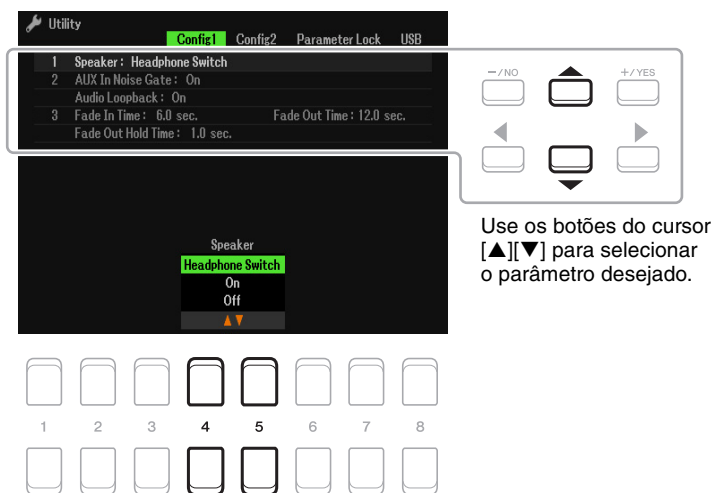 Utility
Config1 Config2 Parameter Lock USB
1 Speaker: Headphone Switch
2 AUX In Noise Gate: On
Audio Loopback: On
3 Fade In Time: 6.0 sec. Fade Out Time: 12.0 sec.
Fade Out Hold Time: 1.0 sec.
−/NO +/YES
Use os botões do cursor
[▲][▼] para selecionar
o parâmetro desejado.
Speaker
Headphone Switch
On
Off
1 2 3 4 5 6 7 8